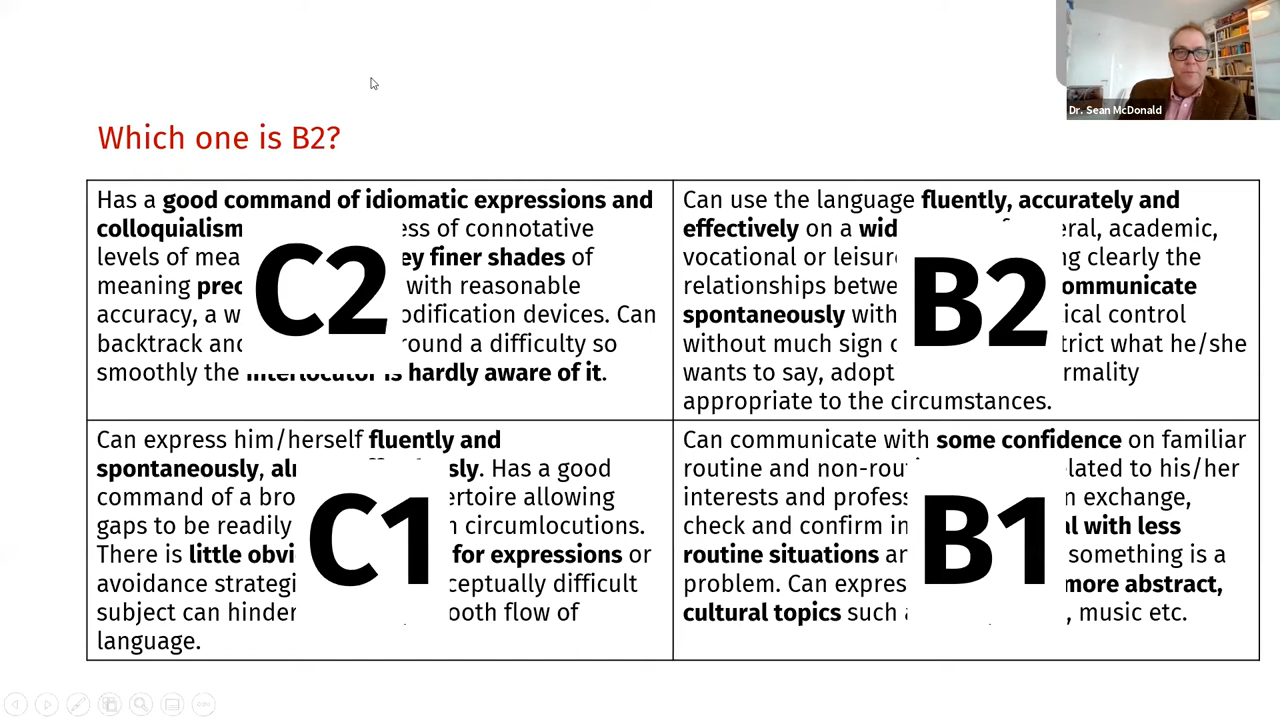 Dr. Sean McDonald
Which one is B2?
Has a good command of idiomatic expressions and
colloquialism ess of connotative
levels of mea ey finer shades of
meaning prec with reasonable
accuracy, a w odification devices. Can
backtrack and round a difficulty so
smoothly the interlocutor is hardly aware of it.
C2
Can use the language fluently, accurately and
effectively on a wid eral, academic,
vocational or leisur ng clearly the
relationships betwe ommunicate
spontaneously with ical control
without much sign o trict what he/she
wants to say, adopt rmality
appropriate to the circumstances.
B2
Can express him/herself fluently and
spontaneously, al sly. Has a good
command of a bro ertoire allowing
gaps to be readily circumlocutions.
There is little obvi for expressions or
avoidance strategi ceptually difficult
subject can hinder ooth flow of
language.
C1
Can communicate with some confidence on familiar
routine and non-rou elated to his/her
interests and profess n exchange,
check and confirm in al with less
routine situations a something is a
problem. Can expres more abstract,
cultural topics such , music etc.
B1